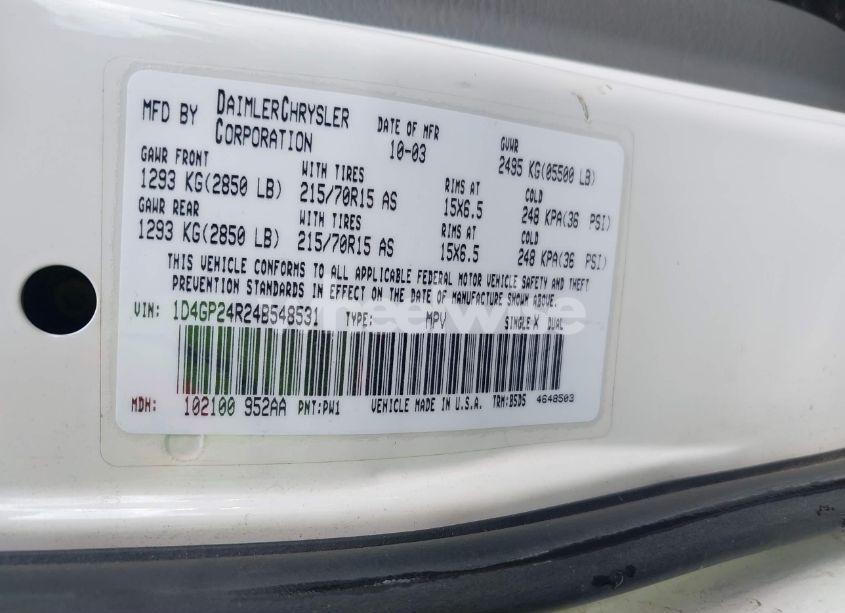 MFD BY DAIMLERCHRYSLER CORPORATION DATE OF MFR 10-03 GVWR 2495 KG(05500 LB)
GAWR FRONT WITH TIRES RIMS AT COLD
1293 KG(2850 LB) 215/70R15 AS 15X6.5 248 KPA(36 PSI)
GAWR REAR WITH TIRES RIMS AT COLD
1293 KG(2850 LB) 215/70R15 AS 15X6.5 248 KPA(36 PSI)
THIS VEHICLE CONFORMS TO ALL APPLICABLE FEDERAL MOTOR VEHICLE SAFETY AND THEFT
PREVENTION STANDARDS IN EFFECT ON THE DATE OF MANUFACTURE SHOWN ABOVE.
VIN: 1D4GP24R24B548531 TYPE: MPV SINGLE X DUAL
MDH: 102100 952AA PNT:PW1 VEHICLE MADE IN U.S.A. TRM:B5D5 4648503